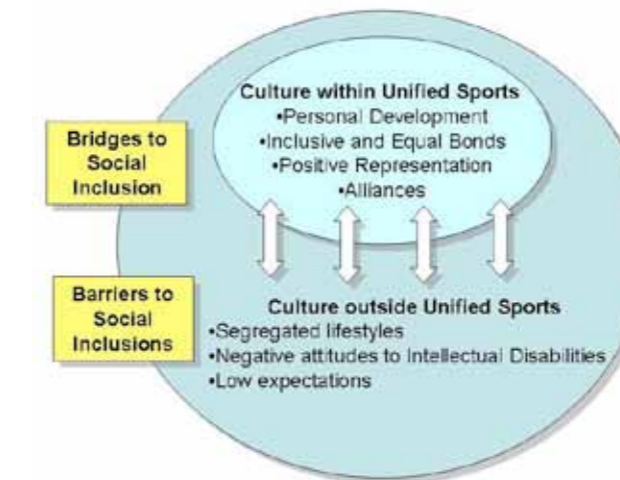 Culture within Unified Sports
•Personal Development
•Inclusive and Equal Bonds
•Positive Representation
•Alliances
Bridges to
Social
Inclusion
Barriers to
Social
Inclusions
Culture outside Unified Sports
•Segregated lifestyles
•Negative attitudes to Intellectual Disabilities
•Low expectations